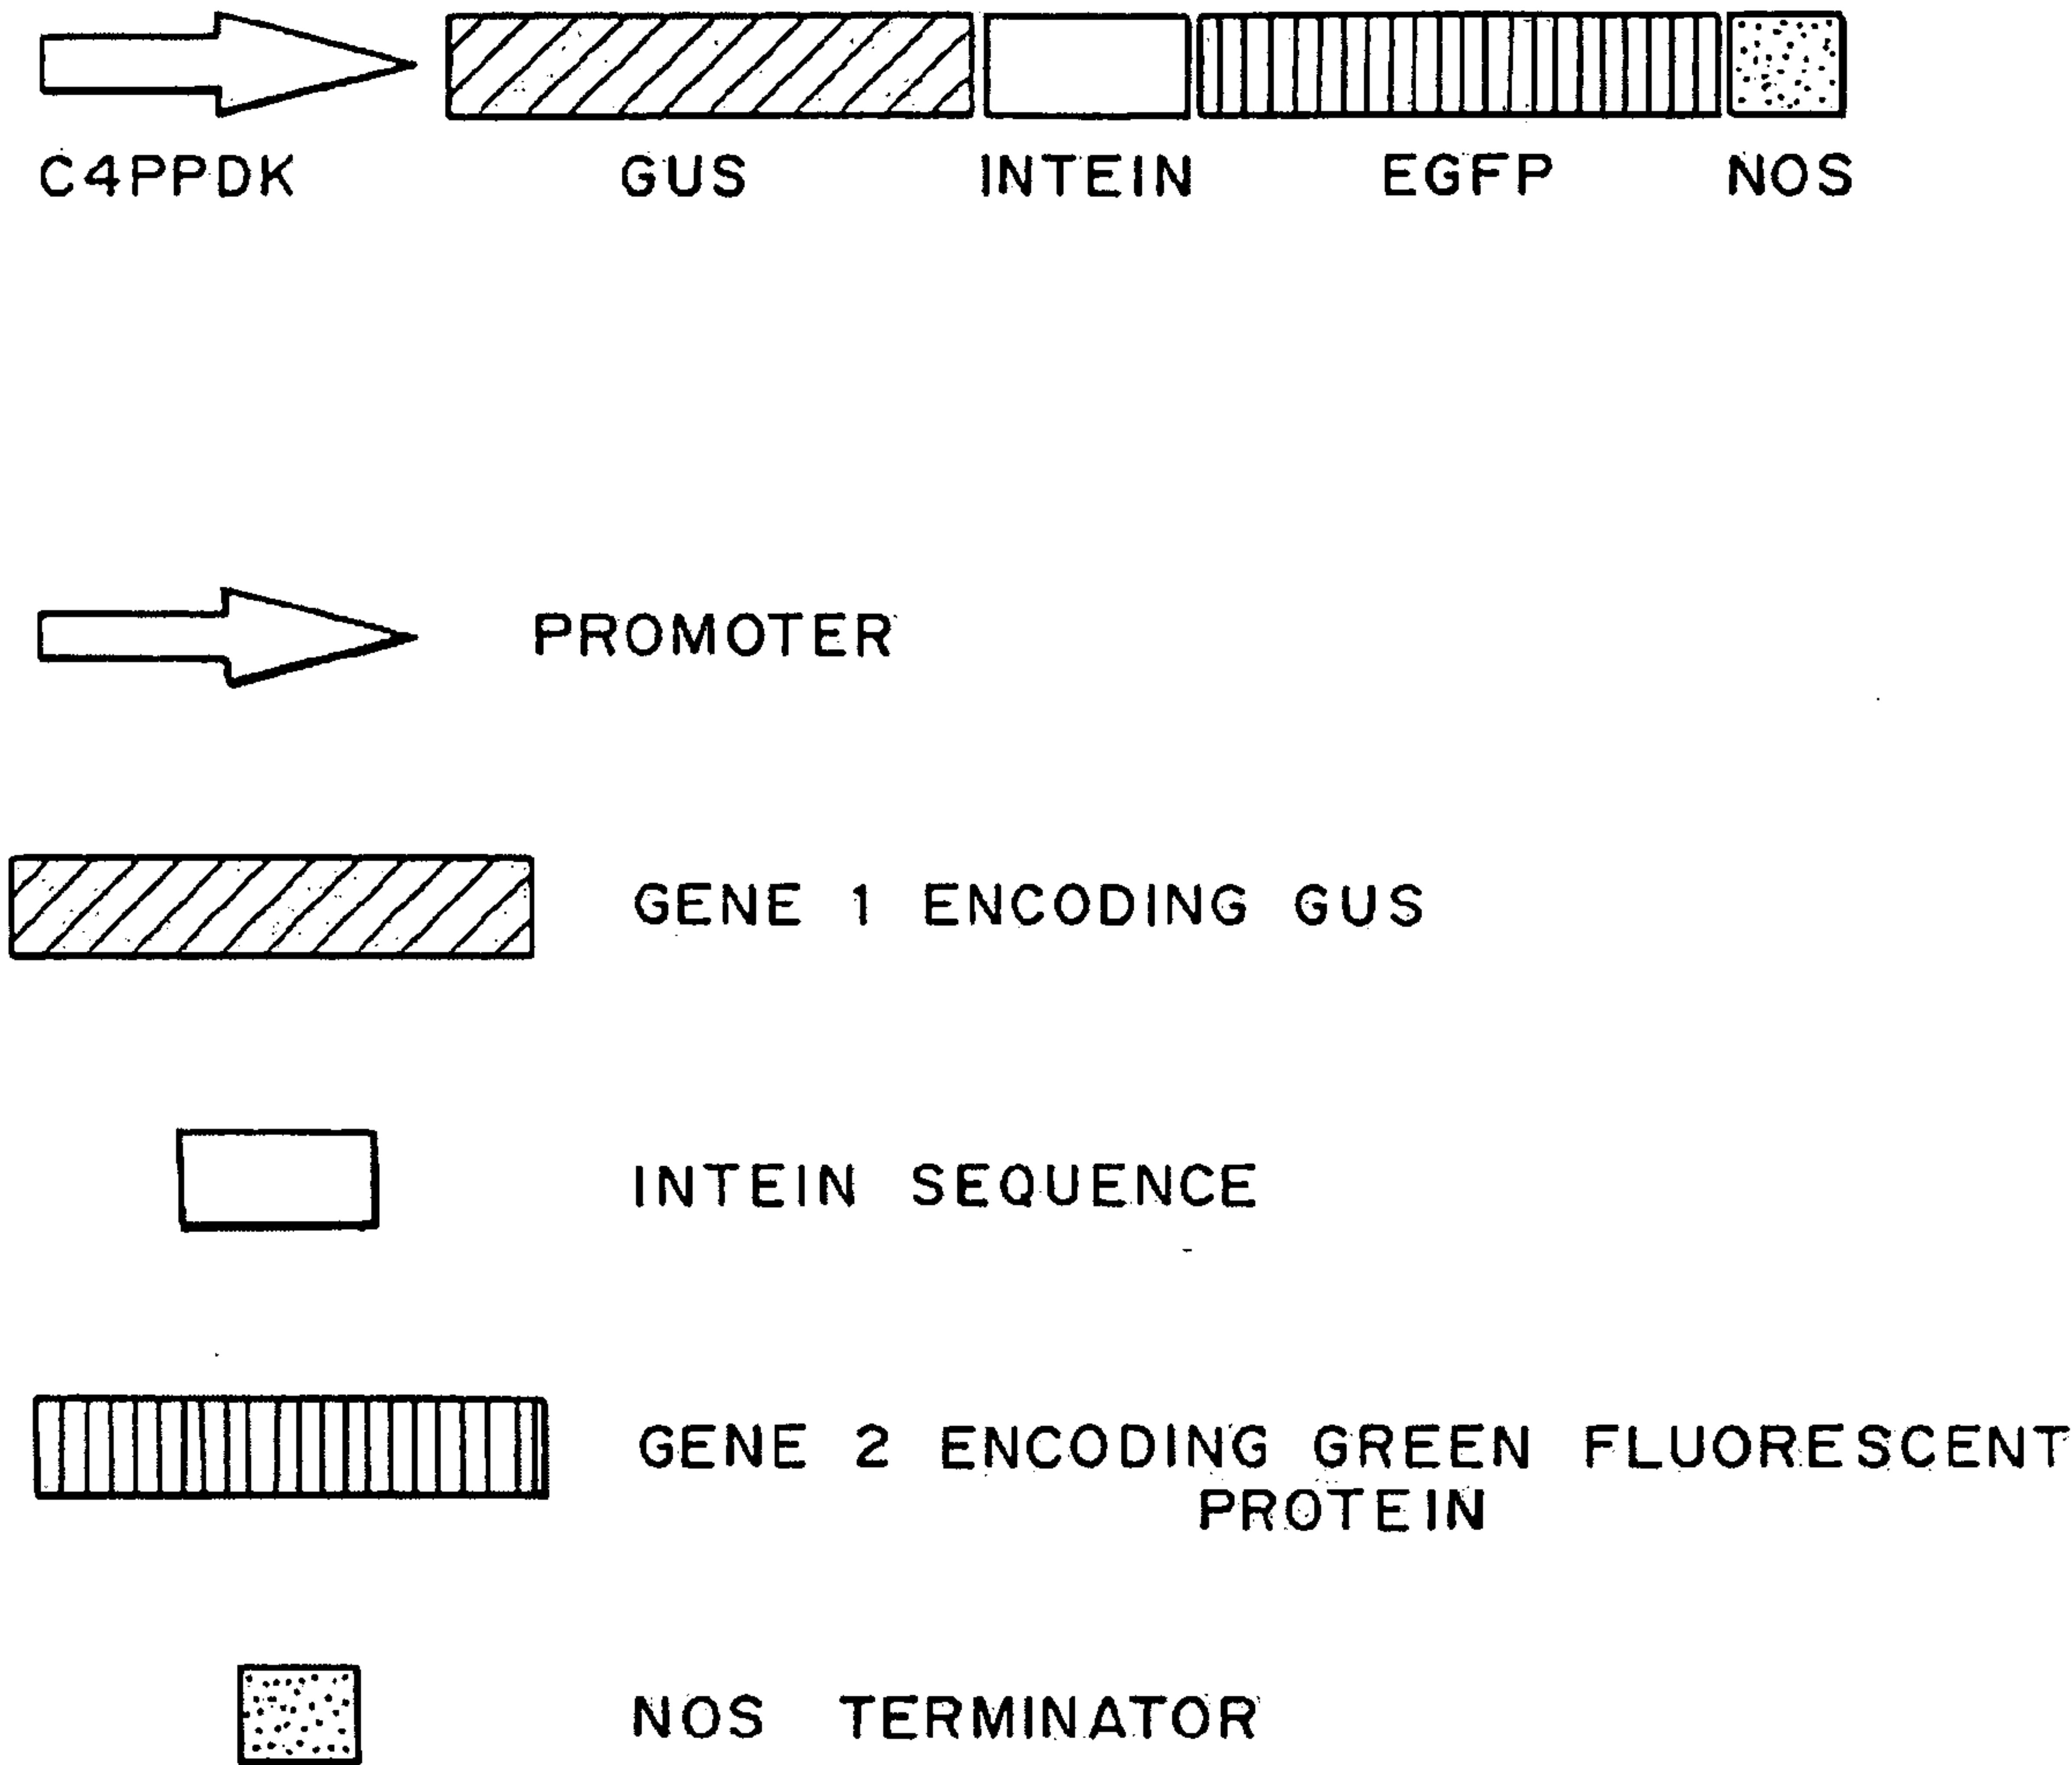 C4PPDK GUS INTEIN EGFP NOS
PROMOTER
GENE 1 ENCODING GUS
INTEIN SEQUENCE
GENE 2 ENCODING GREEN FLUORESCENT
PROTEIN
NOS TERMINATOR